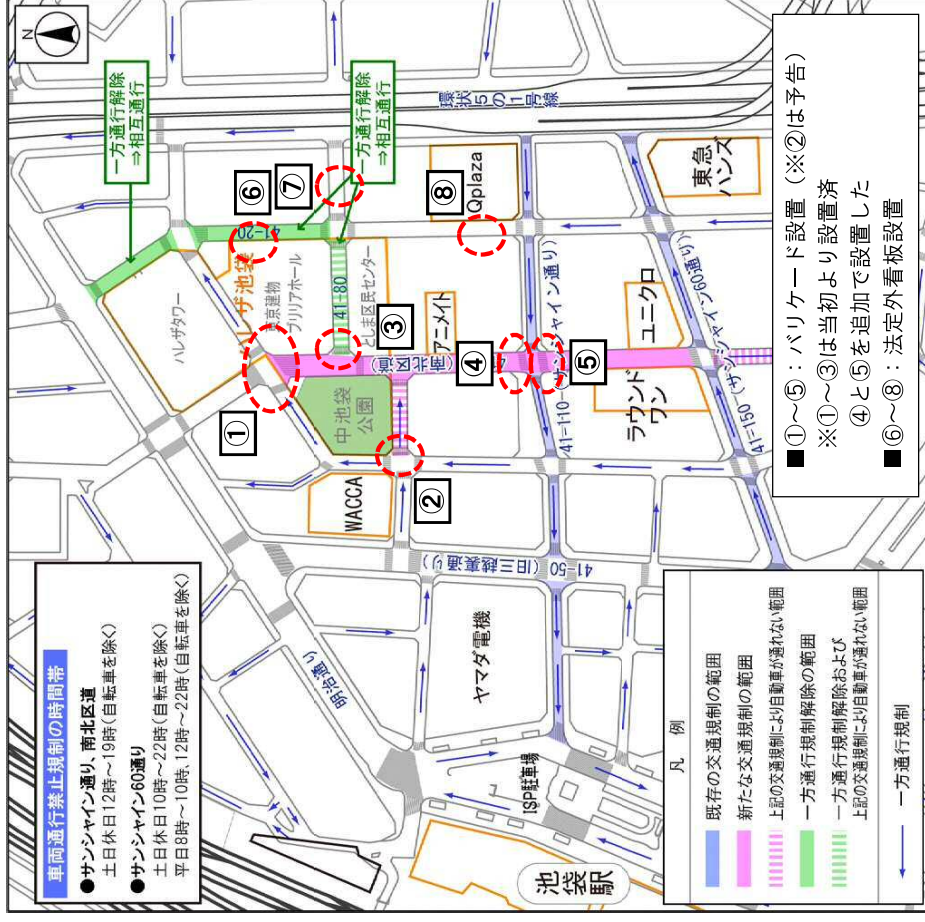 車両通行禁止規制の時間帯
●サンシャイン通り、南北区道
土日休日12時～19時(自転車を除く)
●サンシャイン60通り
土日休日10時～22時(自転車を除く)
平日8時～10時、12時～22時(自転車を除く)
N
一方通行解除
⇒相互通行
一方通行解除
⇒相互通行
環状5の1号線
ハレザタワー
ハレザ池袋
東京建物
ブリリアホール
としま区民センター
41-20
41-80
⑥
⑦
⑧
Qplaza
東急
ハンズ
①
②
③
④
⑤
中池袋
公園
WACCA
(南北区道)
アニメイト
ユニクロ
ラウンド
ワン
41-110
41-150(サンシャイン60通り)
41-50(旧三越裏通り)
明治通り
ヤマダ電機
ISP駐車場
池袋
駅
凡 例
既存の交通規制の範囲
新たな交通規制の範囲
上記の交通規制により自動車が通れない範囲
一方通行規制解除の範囲
一方通行規制解除および
上記の交通規制により自動車が通れない範囲
一方通行規制
■①～⑤：バリケード設置(※②は予告)
※①～③は当初より設置済
④と⑤を追加で設置した
■⑥～⑧：法定外看板設置